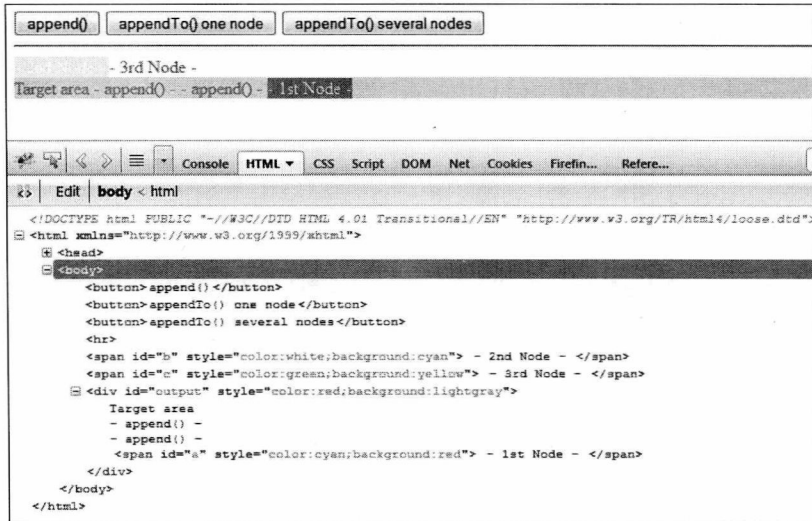 append() appendTo() one node appendTo() several nodes
- 3rd Node -
Target area - append() - - append() - - 1st Node -
Console HTML ▾ CSS Script DOM Net Cookies Firefin... Refere...
Edit body < html
<!DOCTYPE html PUBLIC "-//W3C//DTD HTML 4.01 Transitional//EN" "http://www.w3.org/TR/html4/loose.dtd">
<html xmlns="http://www.w3.org/1999/xhtml">
<head>
<body>
<button>append()</button>
<button>appendTo() one node</button>
<button>appendTo() several nodes</button>
<hr>
<span id="b" style="color:white;background:cyan"> - 2nd Node - </span>
<span id="c" style="color:green;background:yellow"> - 3rd Node - </span>
<div id="output" style="color:red;background:lightgray">
Target area
- append() -
- append() -
<span id="a" style="color:cyan;background:red"> - 1st Node - </span>
</div>
</body>
</html>